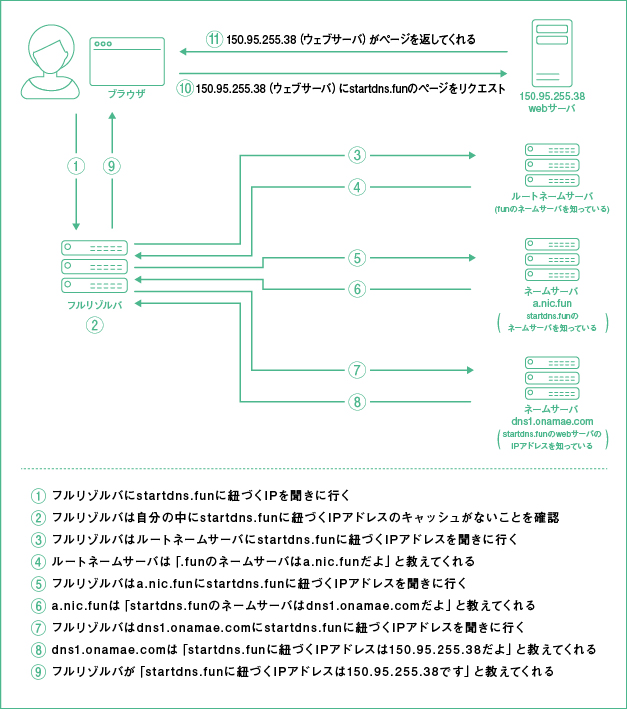 ⑪ 150.95.255.38（ウェブサーバ）がページを返してくれる
⑩ 150.95.255.38（ウェブサーバ）にstartdns.funのページをリクエスト
ブラウザ
150.95.255.38
webサーバ
①
⑨
③
④
ルートネームサーバ
(funのネームサーバを知っている)
フルリゾルバ
②
⑤
⑥
ネームサーバ
a.nic.fun
(startdns.funの
ネームサーバを知っている)
⑦
⑧
ネームサーバ
dns1.onamae.com
(startdns.funのwebサーバの
IPアドレスを知っている)
① フルリゾルバにstartdns.funに紐づくIPを聞きに行く
② フルリゾルバは自分の中にstartdns.funに紐づくIPアドレスのキャッシュがないことを確認
③ フルリゾルバはルートネームサーバにstartdns.funに紐づくIPアドレスを聞きに行く
④ ルートネームサーバは「.funのネームサーバはa.nic.funだよ」と教えてくれる
⑤ フルリゾルバはa.nic.funにstartdns.funに紐づくIPアドレスを聞きに行く
⑥ a.nic.funは「startdns.funのネームサーバはdns1.onamae.comだよ」と教えてくれる
⑦ フルリゾルバはdns1.onamae.comにstartdns.funに紐づくIPアドレスを聞きに行く
⑧ dns1.onamae.comは「startdns.funに紐づくIPアドレスは150.95.255.38だよ」と教えてくれる
⑨ フルリゾルバが「startdns.funに紐づくIPアドレスは150.95.255.38です」と教えてくれる